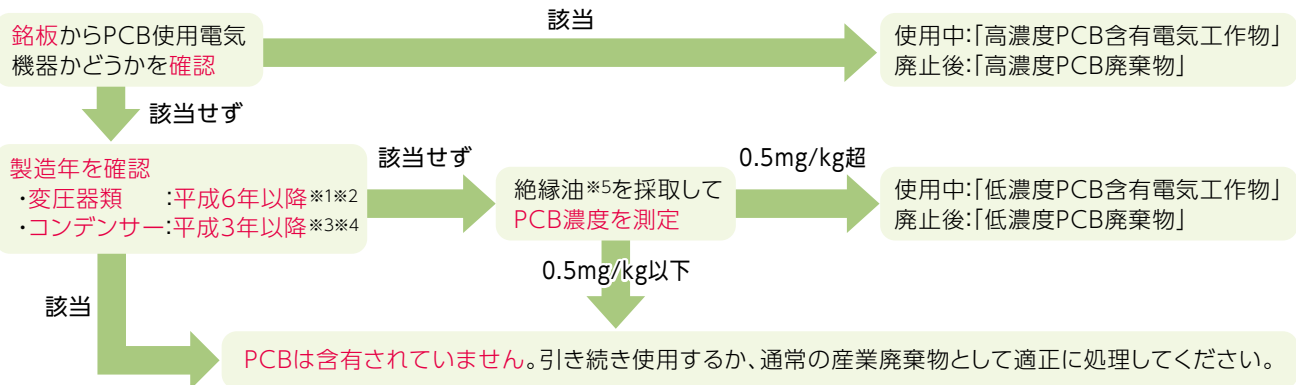 該当
銘板からPCB使用電気
機器かどうかを確認
使用中:「高濃度PCB含有電気工作物」
廃止後:「高濃度PCB廃棄物」
該当せず
製造年を確認
・変圧器類　:平成6年以降※1※2
・コンデンサー:平成3年以降※3※4
該当せず
絶縁油※5を採取して
PCB濃度を測定
0.5mg/kg超
使用中:「低濃度PCB含有電気工作物」
廃止後:「低濃度PCB廃棄物」
0.5mg/kg以下
該当
PCBは含有されていません。引き続き使用するか、通常の産業廃棄物として適正に処理してください。